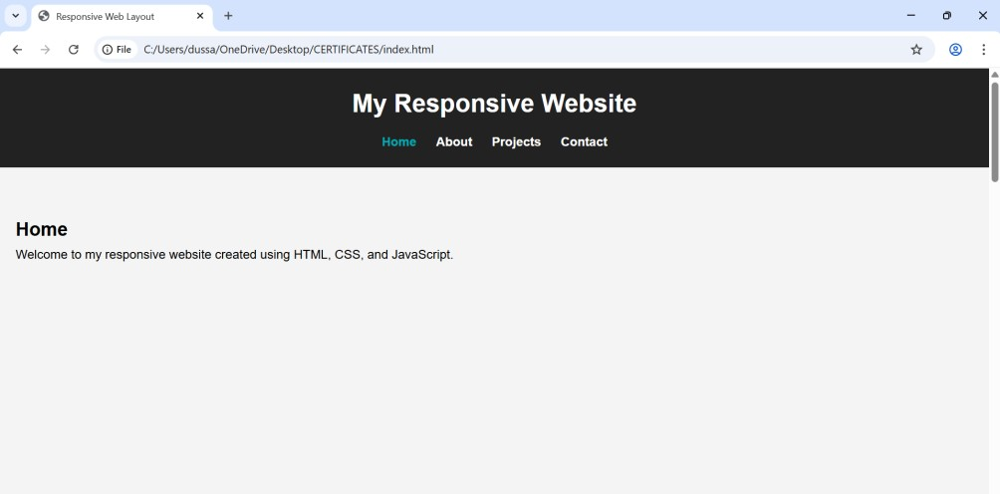 Responsive Web Layout
File C:/Users/dussa/OneDrive/Desktop/CERTIFICATES/index.html
My Responsive Website
Home About Projects Contact
Home
Welcome to my responsive website created using HTML, CSS, and JavaScript.